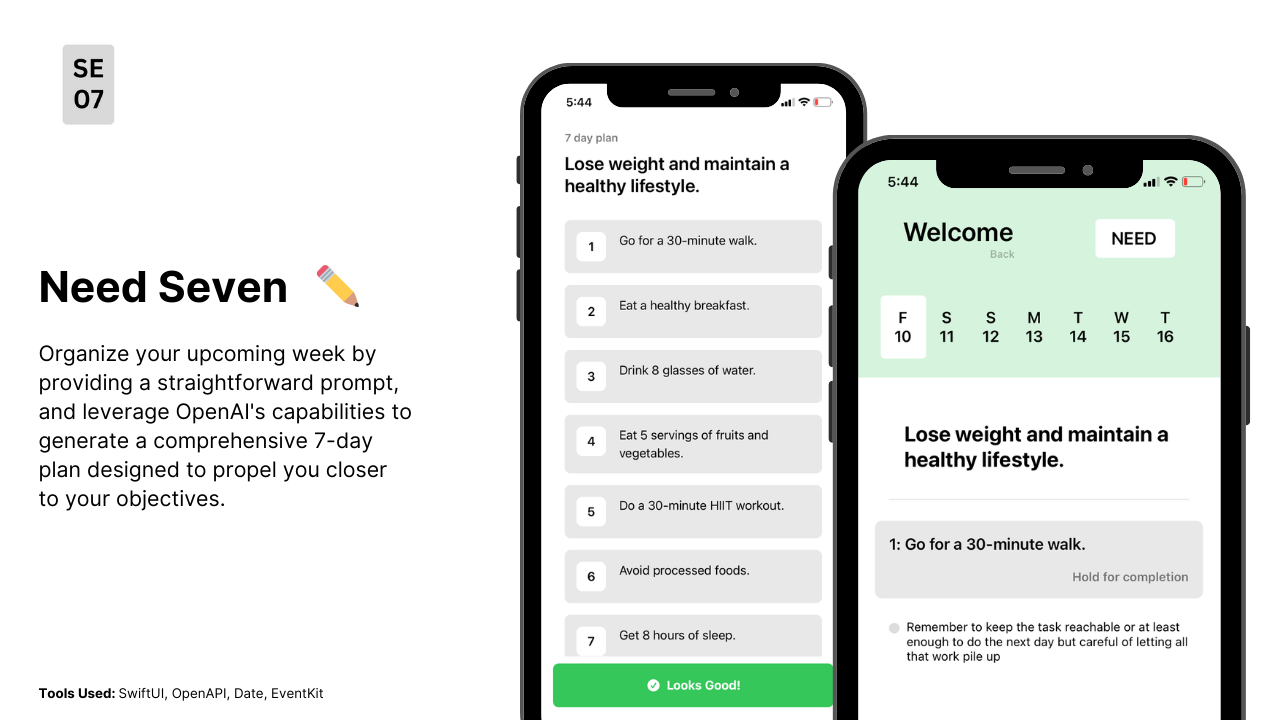 SE
07
Need Seven
Organize your upcoming week by
providing a straightforward prompt,
and leverage OpenAI's capabilities to
generate a comprehensive 7-day
plan designed to propel you closer
to your objectives.
Tools Used: SwiftUI, OpenAPI, Date, EventKit
5:44
7 day plan
Lose weight and maintain a
healthy lifestyle.
1 Go for a 30-minute walk.
2 Eat a healthy breakfast.
3 Drink 8 glasses of water.
4 Eat 5 servings of fruits and
vegetables.
5 Do a 30-minute HIIT workout.
6 Avoid processed foods.
7 Get 8 hours of sleep.
Looks Good!
5:44
Welcome
Back
NEED
F S S M T W T
10 11 12 13 14 15 16
Lose weight and maintain a
healthy lifestyle.
1: Go for a 30-minute walk.
Hold for completion
Remember to keep the task reachable or at least
enough to do the next day but careful of letting all
that work pile up